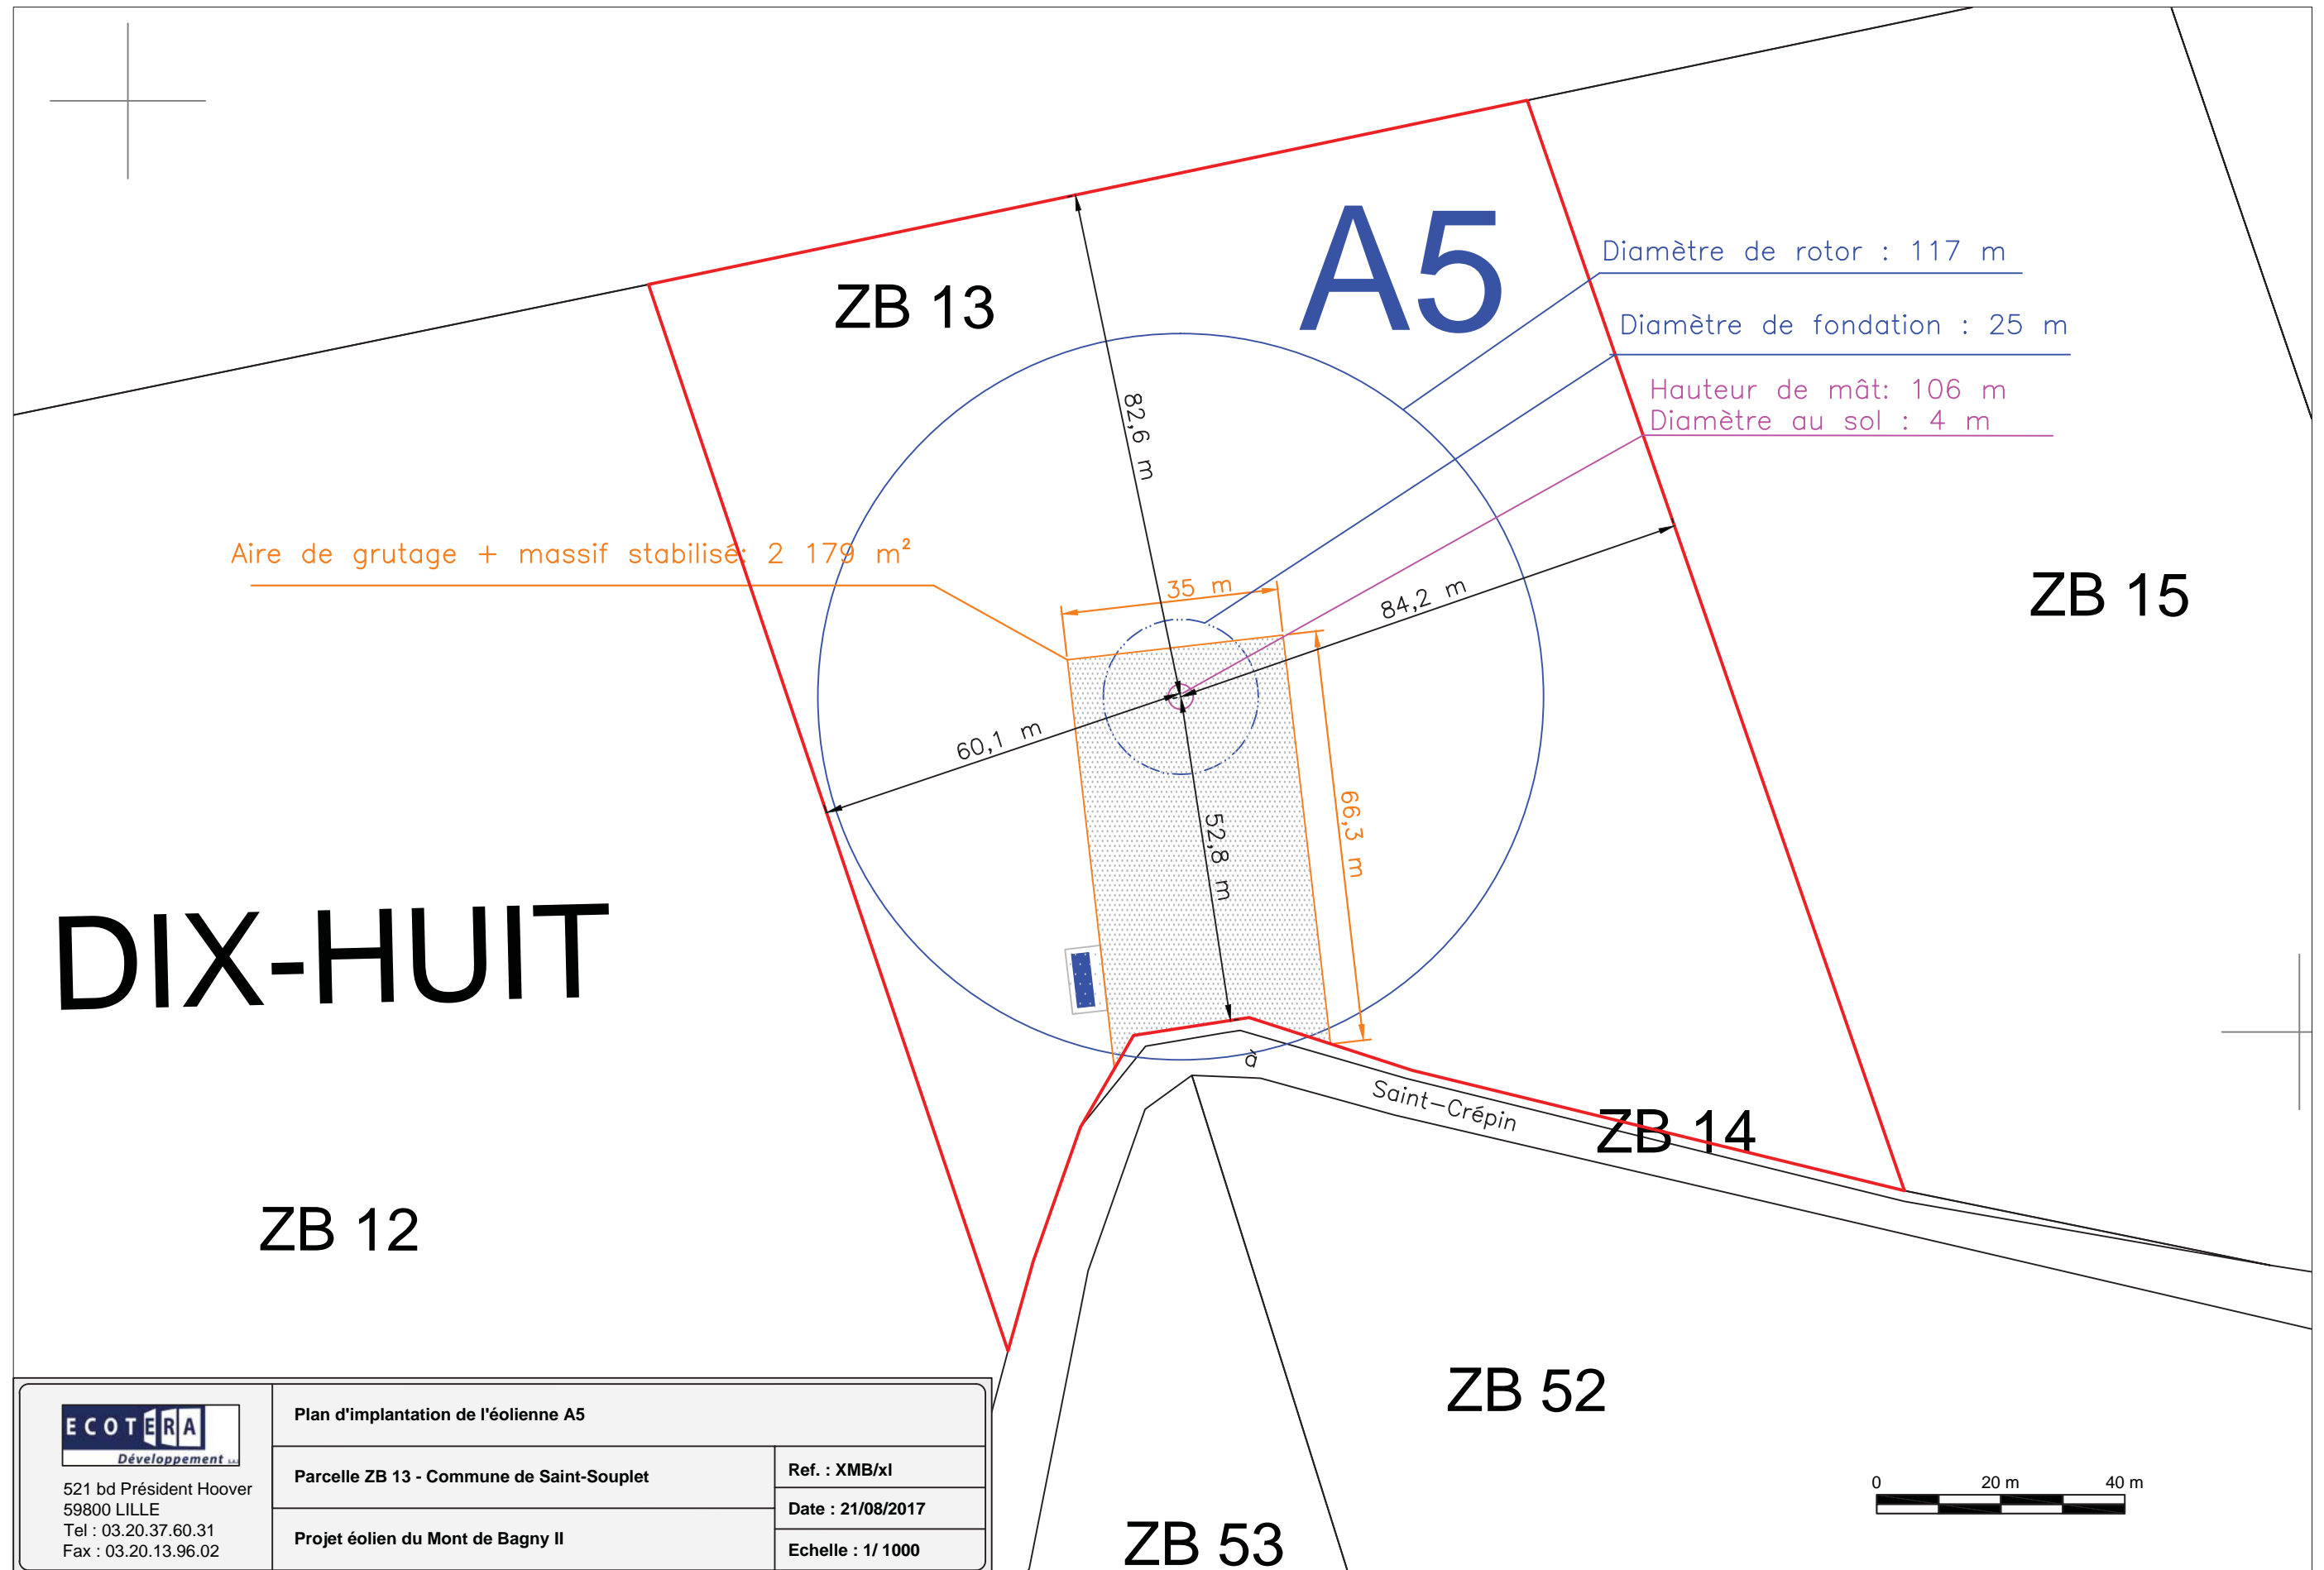 A5
ZB 13
Diamètre de rotor : 117 m
Diamètre de fondation : 25 m
Hauteur de mât: 106 m
Diamètre au sol : 4 m
82,6 m
Aire de grutage + massif stabilisé: 2 179 m²
35 m
84,2 m
ZB 15
60,1 m
66,3 m
52,8 m
DIX-HUIT
à
Saint-Crépin
ZB 14
ZB 12
ZB 52
ZB 53
0 20 m 40 m
ECOTERA
Développement
521 bd Président Hoover
59800 LILLE
Tel : 03.20.37.60.31
Fax : 03.20.13.96.02
Plan d'implantation de l'éolienne A5
Parcelle ZB 13 - Commune de Saint-Souplet
Projet éolien du Mont de Bagny II
Ref. : XMB/xl
Date : 21/08/2017
Echelle : 1/ 1000